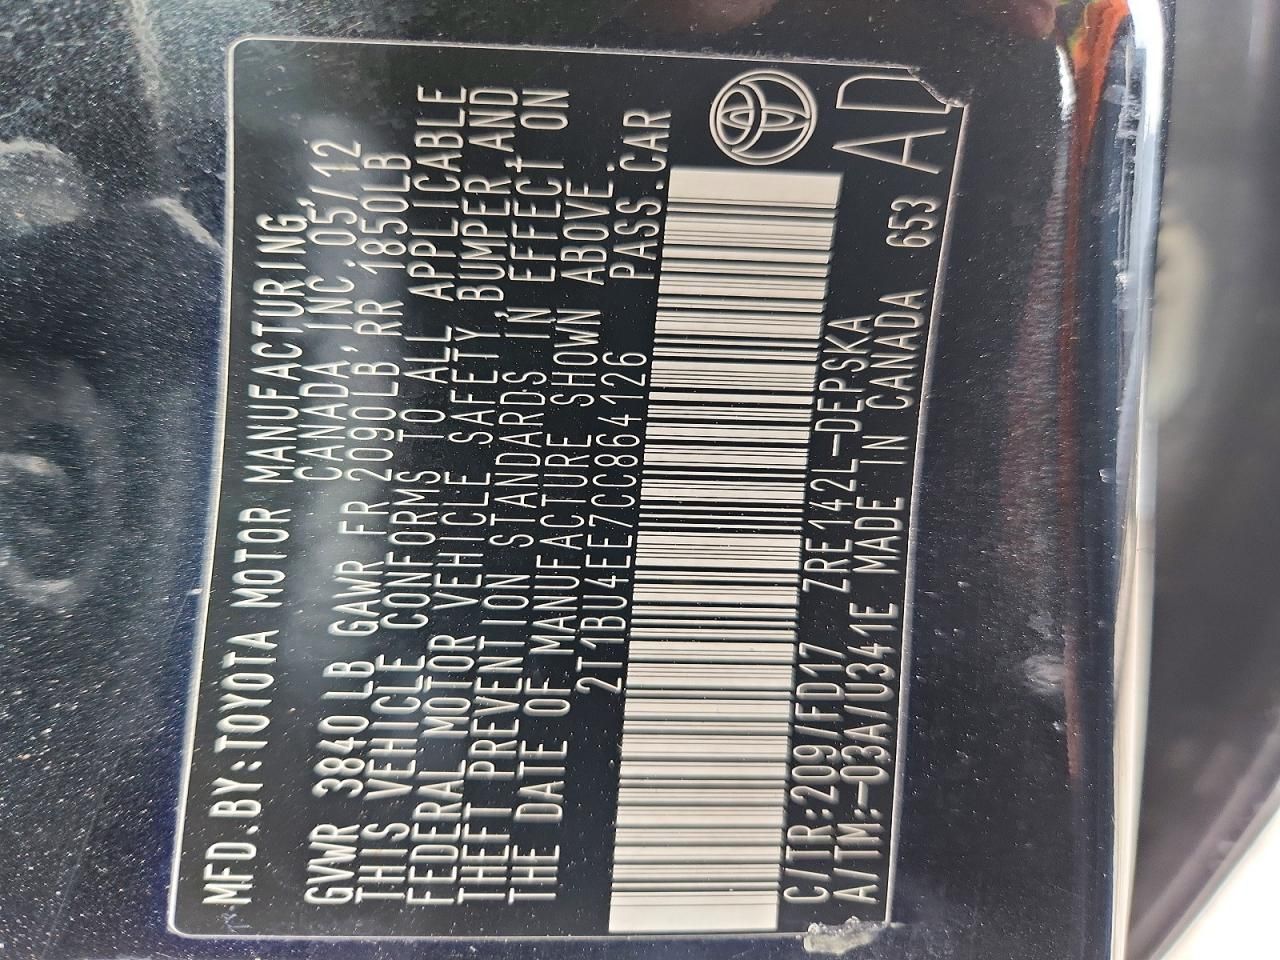 MFD.BY:TOYOTA MOTOR MANUFACTURING,
CANADA, INC. 05/12
GVWR 3840LB GAWR FR 2090LB RR 1850LB
THIS VEHICLE CONFORMS TO ALL APPLICABLE
FEDERAL MOTOR VEHICLE SAFETY,BUMPER,AND
THEFT PREVENTION STANDARDS IN EFFECT ON
THE DATE OF MANUFACTURE SHOWN ABOVE.
2T1BU4EE7CC864126 PASS.CAR
C/TR:209/FD17 ZRE142L-DEPSKA
A/TM:-03A/U341E MADE IN CANADA 653 AD